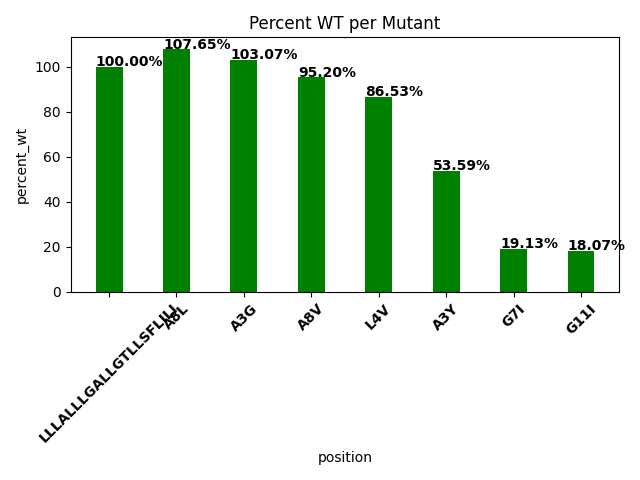 Percent WT per Mutant
percent_wt
100
80
60
40
20
0
100.00%
107.65%
103.07%
95.20%
86.53%
53.59%
19.13%
18.07%
A8L
A3G
A8V
L4V
A3Y
G7I
G11I
position